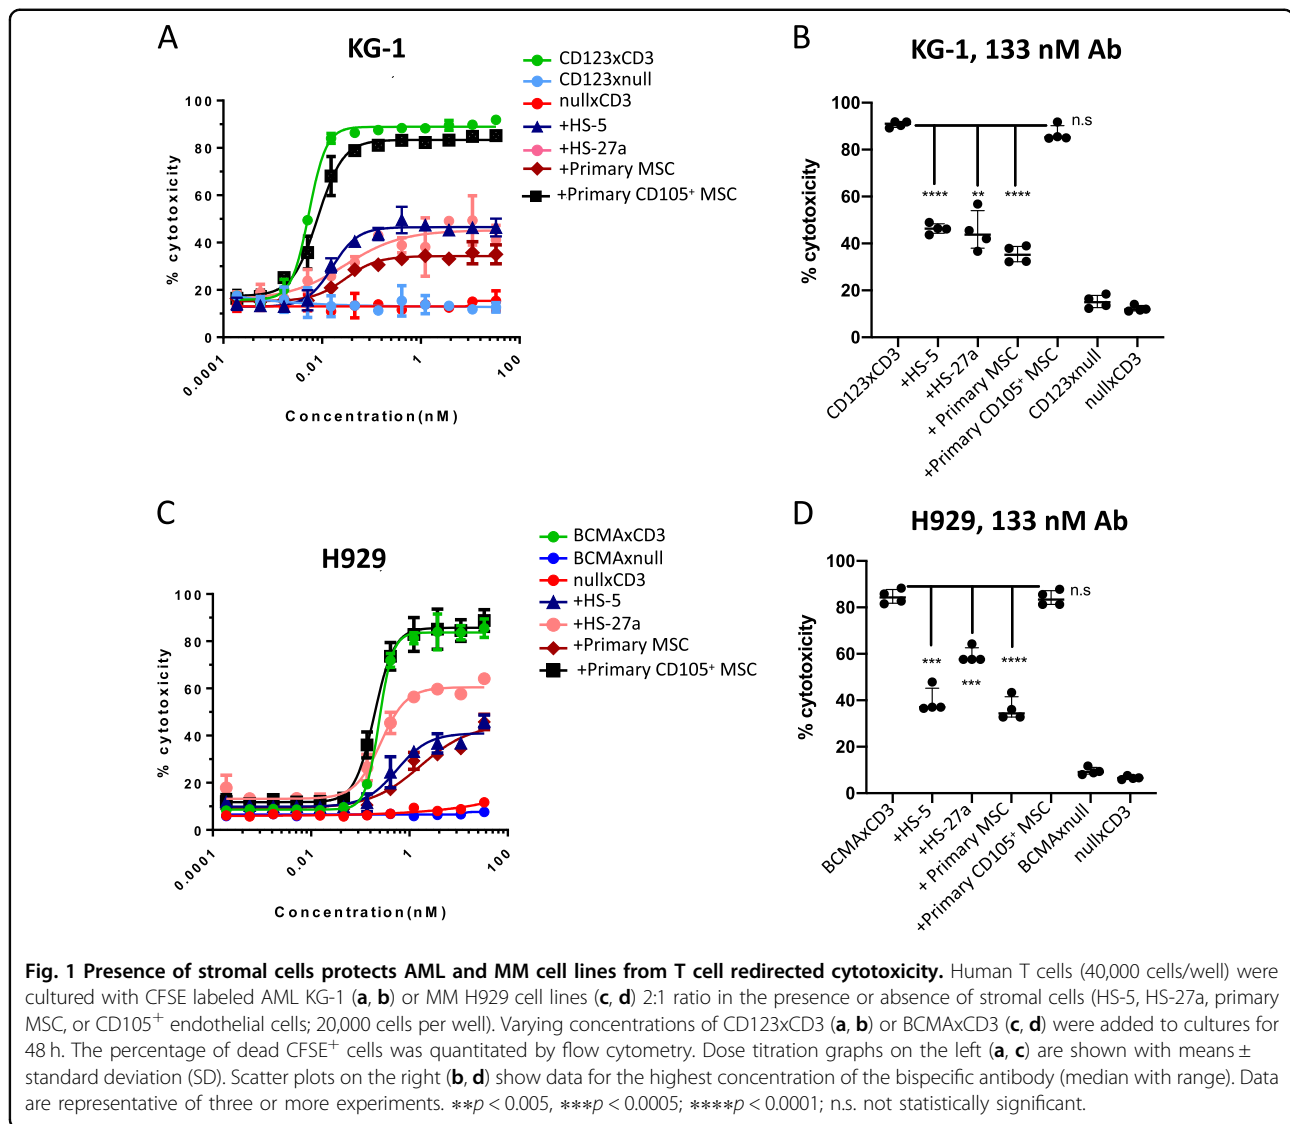 A
KG-1
CD123xCD3
CD123xnull
nullxCD3
+HS-5
+HS-27a
+Primary MSC
+Primary CD105+ MSC
% cytotoxicity
100
80
60
40
20
0
0.0001
0.01
1
100
Concentration(nM)
B
KG-1, 133 nM Ab
% cytotoxicity
100
80
60
40
20
0
n.s
**** ** ****
CD123xCD3
+HS-5
+HS-27a
+ Primary MSC
+Primary CD105+ MSC
CD123xnull
nullxCD3
C
H929
BCMAxCD3
BCMAxnull
nullxCD3
+HS-5
+HS-27a
+Primary MSC
+Primary CD105+ MSC
% cytotoxicity
100
80
60
40
20
0
0.0001
0.01
1
100
Concentration(nM)
D
H929, 133 nM Ab
% cytotoxicity
100
80
60
40
20
0
n.s
*** ****
***
BCMAxCD3
+HS-5
+HS-27a
+ Primary MSC
+Primary CD105+ MSC
BCMAxnull
nullxCD3
Fig. 1 Presence of stromal cells protects AML and MM cell lines from T cell redirected cytotoxicity. Human T cells (40,000 cells/well) were
cultured with CFSE labeled AML KG-1 (a, b) or MM H929 cell lines (c, d) 2:1 ratio in the presence or absence of stromal cells (HS-5, HS-27a, primary
MSC, or CD105+ endothelial cells; 20,000 cells per well). Varying concentrations of CD123xCD3 (a, b) or BCMAxCD3 (c, d) were added to cultures for
48 h. The percentage of dead CFSE+ cells was quantitated by flow cytometry. Dose titration graphs on the left (a, c) are shown with means ±
standard deviation (SD). Scatter plots on the right (b, d) show data for the highest concentration of the bispecific antibody (median with range). Data
are representative of three or more experiments. **p < 0.005, ***p < 0.0005; ****p < 0.0001; n.s. not statistically significant.